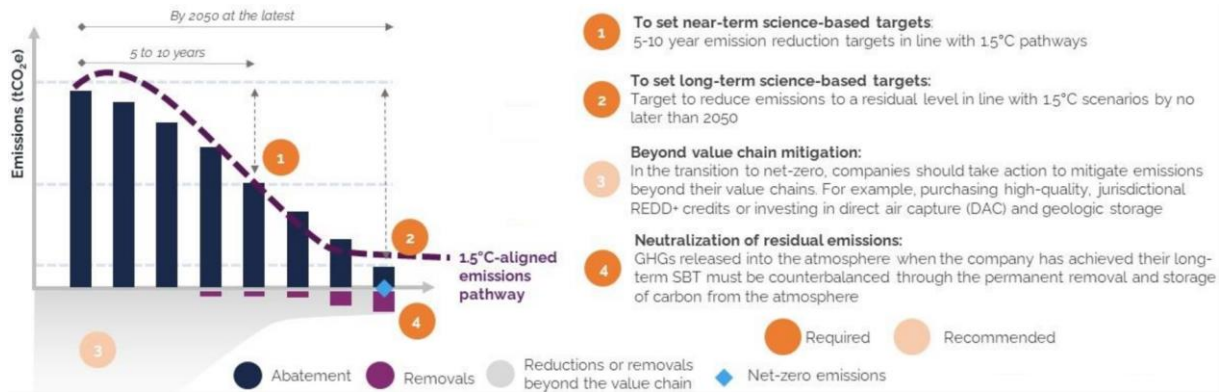 By 2050 at the latest
5 to 10 years
Emissions (tCO₂e)
1
2
3
4
1.5°C-aligned
emissions
pathway
Abatement
Removals
Reductions or removals
beyond the value chain
Net-zero emissions
1
To set near-term science-based targets:
5-10 year emission reduction targets in line with 1.5°C pathways
2
To set long-term science-based targets:
Target to reduce emissions to a residual level in line with 1.5°C scenarios by no
later than 2050
3
Beyond value chain mitigation:
In the transition to net-zero, companies should take action to mitigate emissions
beyond their value chains. For example, purchasing high-quality, jurisdictional
REDD+ credits or investing in direct air capture (DAC) and geologic storage
4
Neutralization of residual emissions:
GHGs released into the atmosphere when the company has achieved their long-
term SBT must be counterbalanced through the permanent removal and storage
of carbon from the atmosphere
Required
Recommended